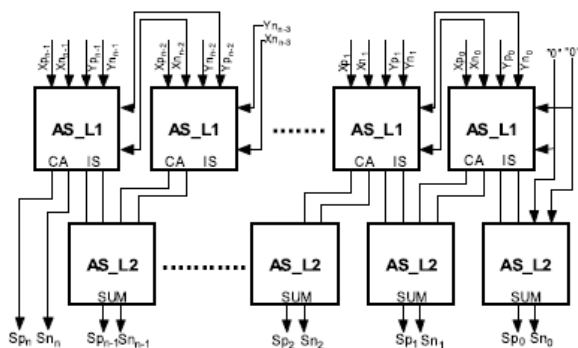 Xpn-1 Xnn-1 Ypn-1 Ynn-1 Xpn-2 Xnn-2 Ynn-2 Ypn-2 Ynn-3 Xnn-3 Xp1 Xn1 Yp1 Yn1 Xp0 Xn0 Yp0 Yn0 "0" "0"
AS_L1 AS_L1 AS_L1 AS_L1
CA IS CA IS CA IS CA IS
AS_L2 AS_L2 AS_L2 AS_L2
SUM SUM SUM SUM
Spn Snn Spn-1 Snn-1 Sp2 Sn2 Sp1 Sn1 Sp0 Sn0